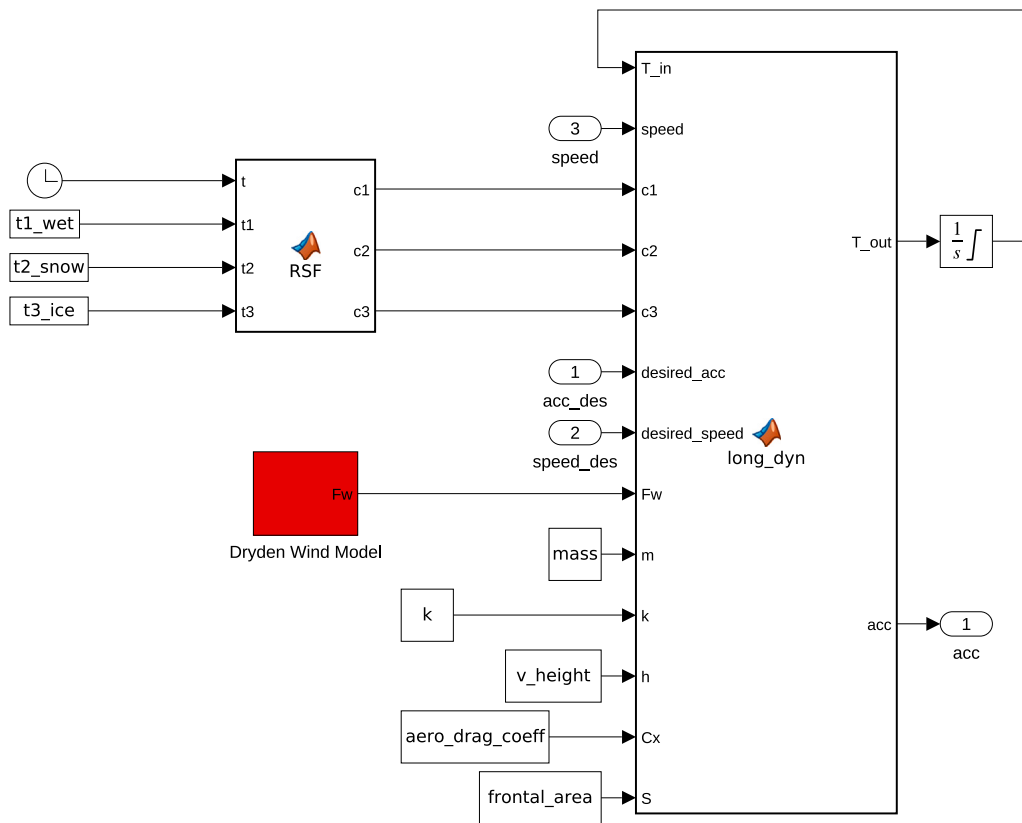 T_in
3
speed
speed
t
t1_wet
t1
t2_snow
t2
t3_ice
t3
RSF
c1
c2
c3
c1
c2
c3
T_out
1
s
1
acc_des
desired_acc
2
speed_des
desired_speed
long_dyn
Fw
Dryden Wind Model
Fw
mass
m
k
k
acc
1
acc
v_height
h
aero_drag_coeff
Cx
frontal_area
S